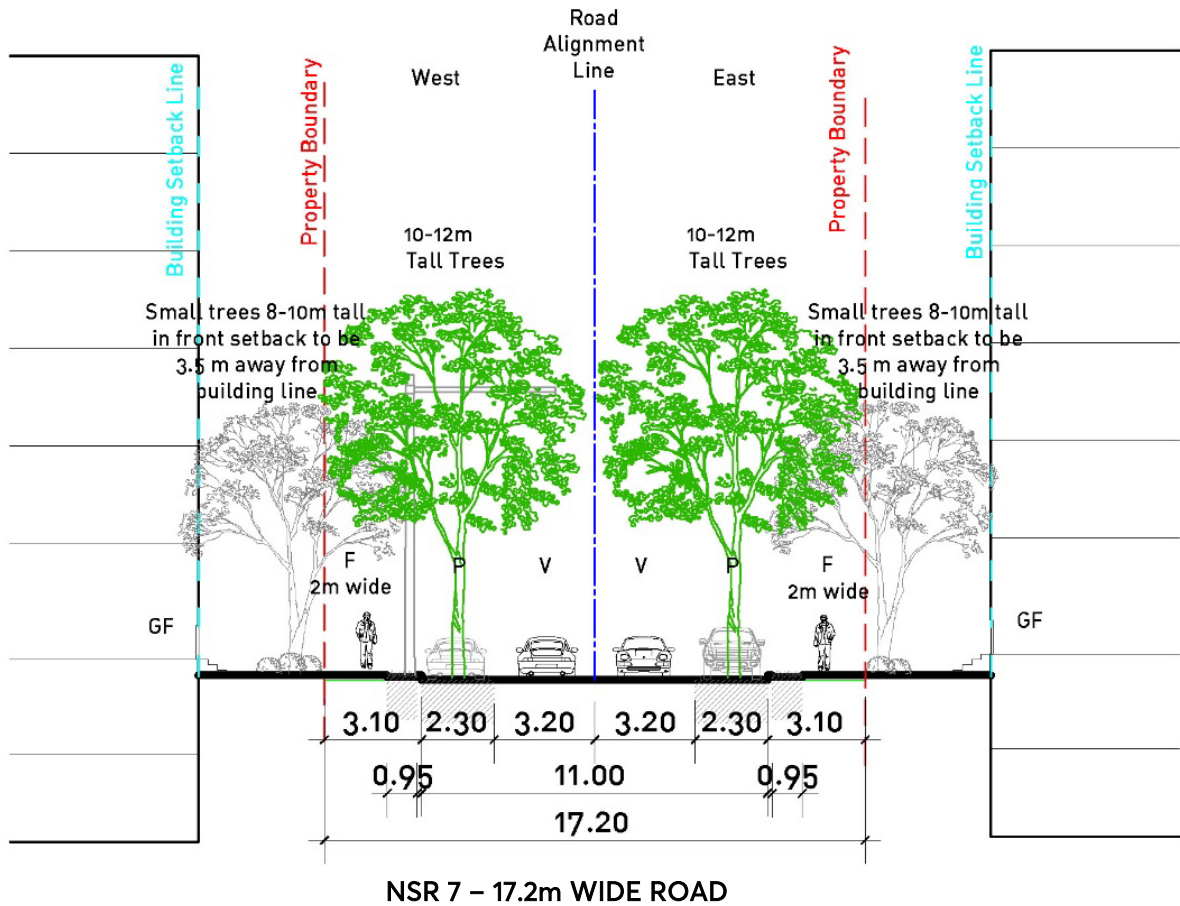 Road
Alignment
Line
West
East
Building Setback Line
Property Boundary
Property Boundary
Building Setback Line
10-12m
Tall Trees
10-12m
Tall Trees
Small trees 8-10m tall
in front setback to be
3.5 m away from
building line
Small trees 8-10m tall
in front setback to be
3.5 m away from
building line
F
2m wide
P
V
V
P
F
2m wide
GF
GF
3.10 2.30 3.20 3.20 2.30 3.10
0.95 11.00 0.95
17.20
NSR 7 – 17.2m WIDE ROAD